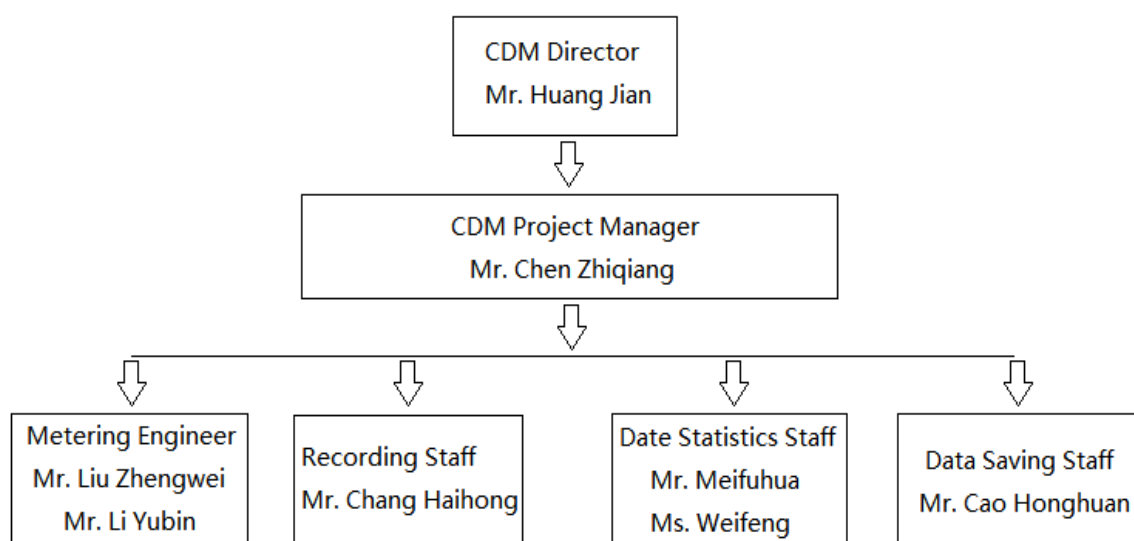 CDM Director
Mr. Huang Jian
CDM Project Manager
Mr. Chen Zhiqiang
Metering Engineer
Mr. Liu Zhengwei
Mr. Li Yubin
Recording Staff
Mr. Chang Haihong
Date Statistics Staff
Mr. Meifuhua
Ms. Weifeng
Data Saving Staff
Mr. Cao Honghuan